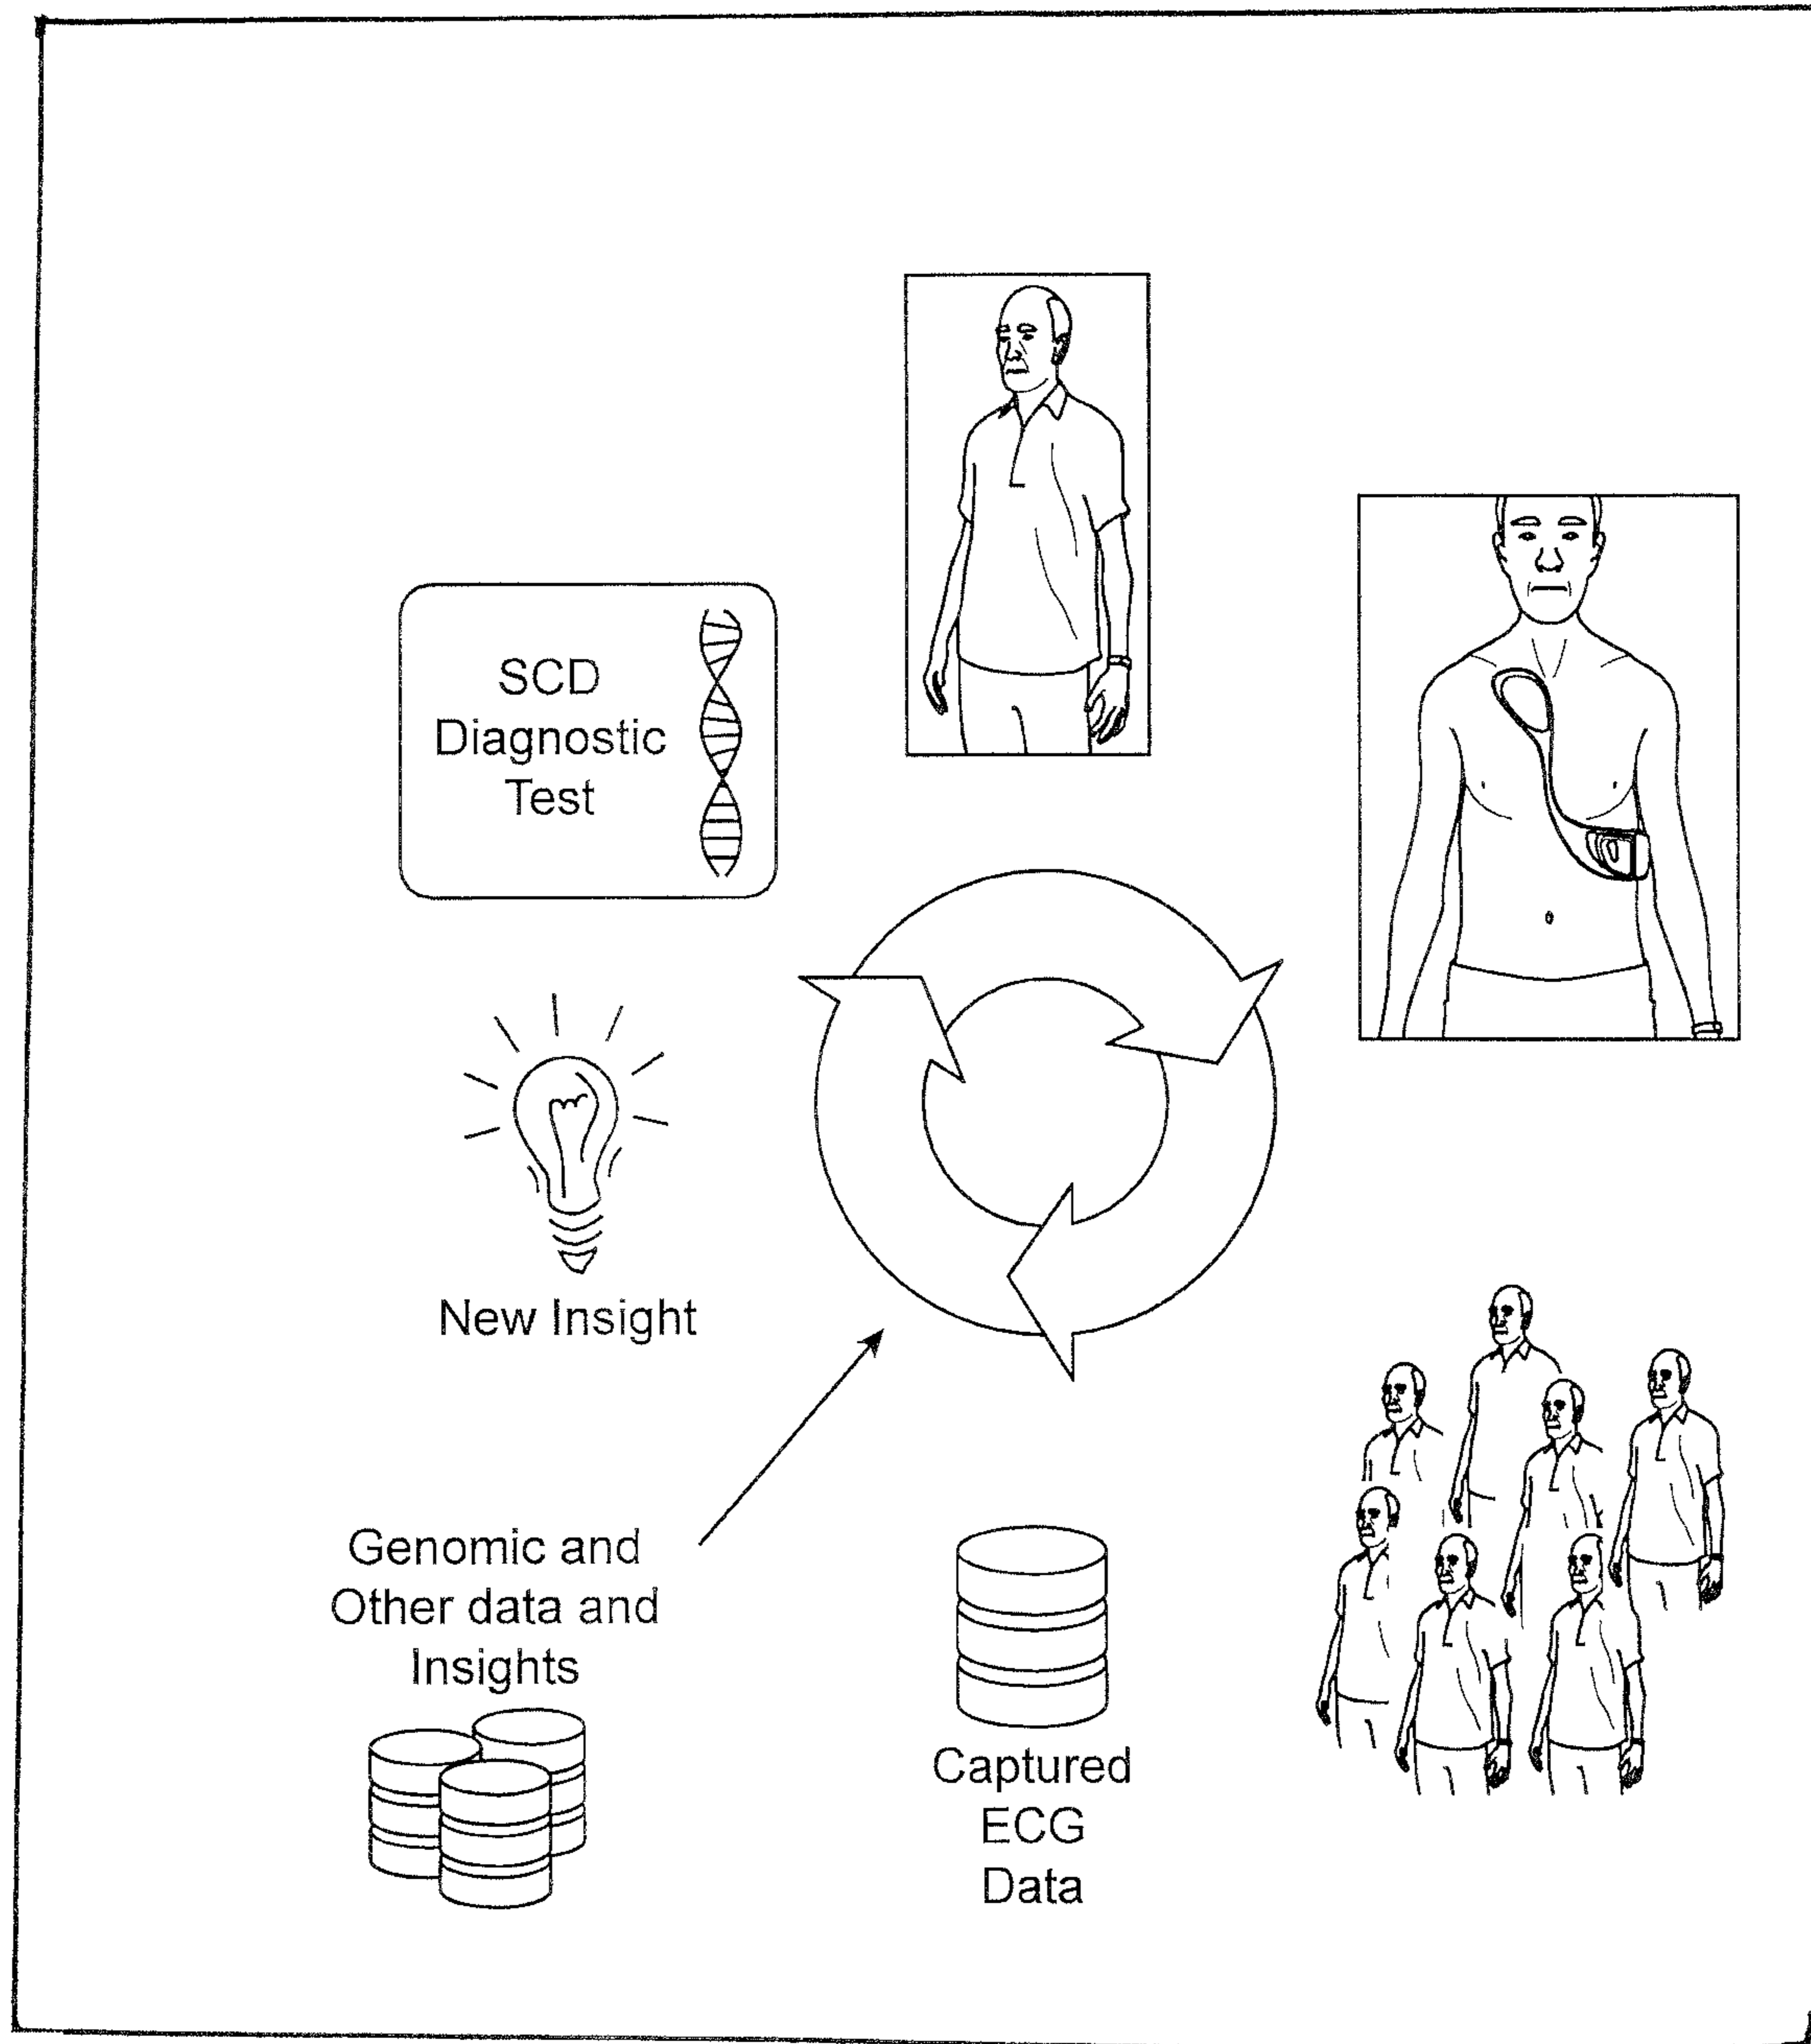 SCD
Diagnostic
Test
New Insight
Genomic and
Other data and
Insights
Captured
ECG
Data